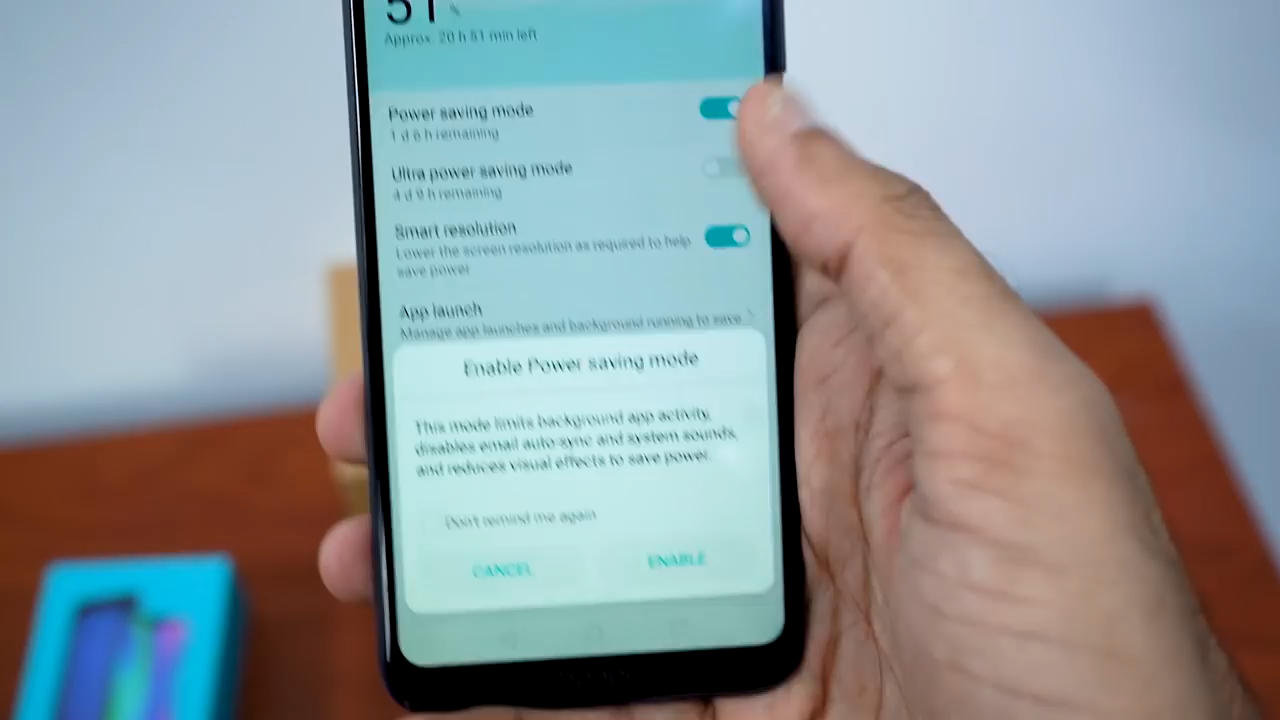 51 %
Approx. 20 h 51 min left
Power saving mode
1 d 6 h remaining
Ultra power saving mode
4 d 9 h remaining
Smart resolution
Lower the screen resolution as required to help
save power
App launch
Manage app launches and background running to save
Enable Power saving mode
This mode limits background app activity,
disables email auto-sync and system sounds,
and reduces visual effects to save power.
Don't remind me again
CANCEL
ENABLE